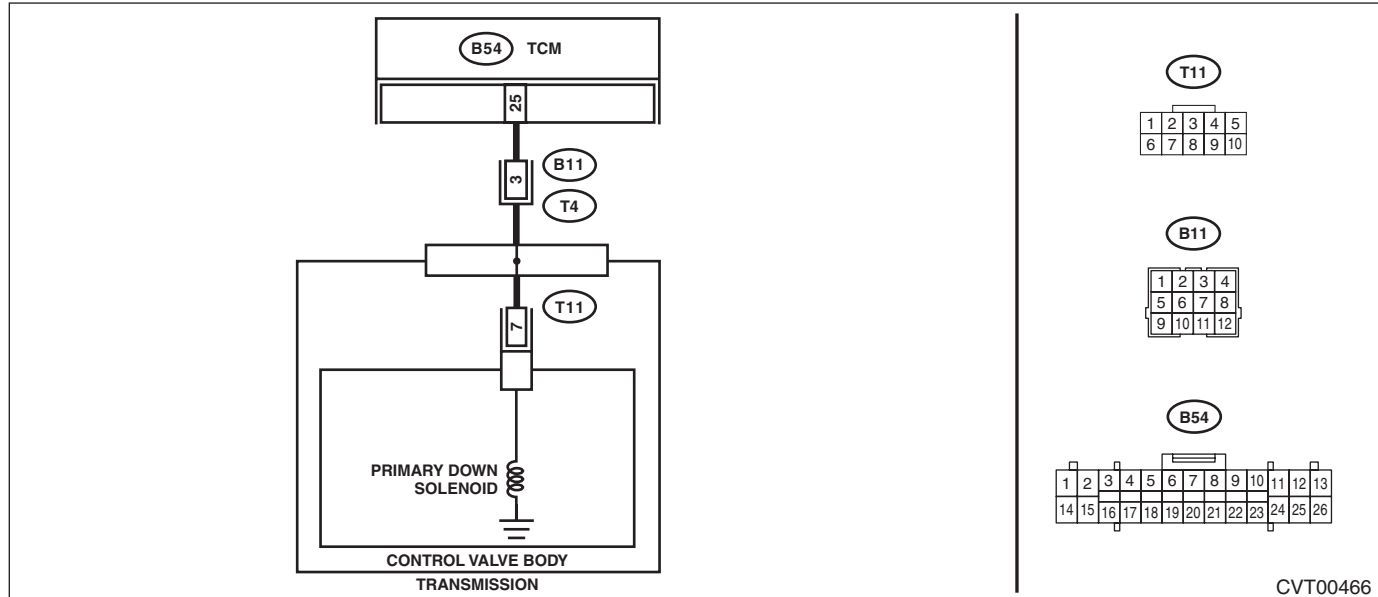 B54 TCM
25
3
B11
T4
T11
7
PRIMARY DOWN
SOLENOID
CONTROL VALVE BODY
TRANSMISSION
T11
1 2 3 4 5
6 7 8 9 10
B11
1 2 3 4
5 6 7 8
9 10 11 12
B54
1 2 3 4 5 6 7 8 9 10 11 12 13
14 15 16 17 18 19 20 21 22 23 24 25 26
CVT00466